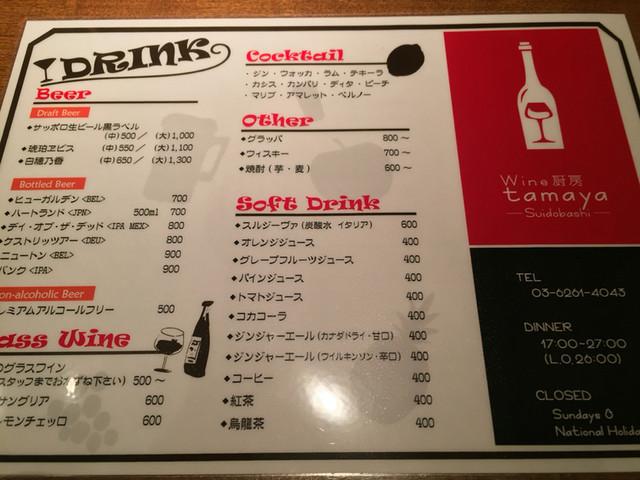 DRINK
Beer
Draft Beer
◆サッポロ生ビール黒ラベル
(中) 500／ (大) 1,000
◆琥珀ヱビス (中) 550／ (大) 1,100
◆白穂乃香 (中) 650／ (大) 1,300
Bottled Beer
◆ヒューガルデン<BEL> 700
◆ハートランド<JPN> 500ml 700
デイ・オブ・ザ・デッド<IPA MEX> 800
ケストリッツアー<DEU> 800
ニュートン<BEL> 900
パンク<IPA> 900
on-alcoholic Beer
レミアムアルコールフリー 500
ass Wine
のグラスワイン
スタッフまでおたずね下さい) 500～
サングリア 600
レモンチェッロ 600
Cocktail
・ジン・ウォッカ・ラム・テキーラ
・カシス・カンパリ・ディタ・ピーチ
・マリブ・アマレット・ペルノー
Other
◆グラッパ 800～
◆ウィスキー 700～
◆焼酎 (芋・麦) 600～
Soft Drink
◆スルジーヴァ (炭酸水 イタリア) 600
◆オレンジジュース 400
◆グレープフルーツジュース 400
◆パインジュース 400
◆トマトジュース 400
◆コカコーラ 400
◆ジンジャーエール (カナダドライ・甘口) 400
◆ジンジャーエール (ウイルキンソン・辛口) 400
◆コーヒー 400
◆紅茶 400
◆烏龍茶 400
Wine厨房
tamaya
Suidobashi
TEL
03-6261-4043
DINNER
17:00-27:00
(L.O.26:00)
CLOSED
Sundays &
National Holida